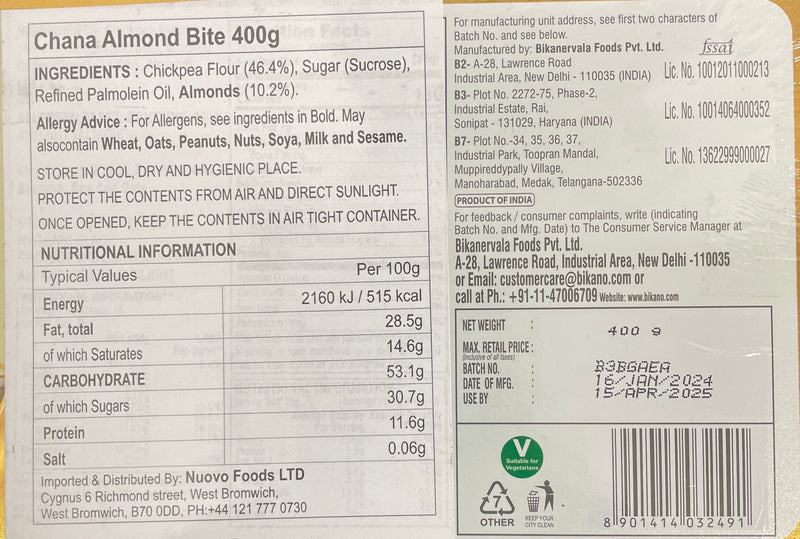 Chana Almond Bite 400g
INGREDIENTS : Chickpea Flour (46.4%), Sugar (Sucrose),
Refined Palmolein Oil, Almonds (10.2%).
Allergy Advice : For Allergens, see ingredients in Bold. May
alsocontain Wheat, Oats, Peanuts, Nuts, Soya, Milk and Sesame.
STORE IN COOL, DRY AND HYGIENIC PLACE.
PROTECT THE CONTENTS FROM AIR AND DIRECT SUNLIGHT.
ONCE OPENED, KEEP THE CONTENTS IN AIR TIGHT CONTAINER.
NUTRITIONAL INFORMATION
Typical Values Per 100g
Energy 2160 kJ / 515 kcal
Fat, total 28.5g
of which Saturates 14.6g
CARBOHYDRATE 53.1g
of which Sugars 30.7g
Protein 11.6g
Salt 0.06g
Imported & Distributed By: Nuovo Foods LTD
Cygnus 6 Richmond street, West Bromwich,
West Bromwich, B70 0DD, PH:+44 121 777 0730
For manufacturing unit address, see first two characters of
Batch No. and see below.
Manufactured by: Bikanervala Foods Pvt. Ltd.
fssai
B2- A-28, Lawrence Road
Industrial Area, New Delhi - 110035 (INDIA) Lic. No. 10012011000213
B3- Plot No. 2272-75, Phase-2,
Industrial Estate, Rai, Lic. No. 10014064000352
Sonipat - 131029, Haryana (INDIA)
B7- Plot No.-34, 35, 36, 37,
Industrial Park, Toopran Mandal, Lic. No. 13622999000027
Muppireddypally Village,
Manoharabad, Medak, Telangana-502336
PRODUCT OF INDIA
For feedback / consumer complaints, write (indicating
Batch No. and Mfg. Date) to The Consumer Service Manager at
Bikanervala Foods Pvt. Ltd.
A-28, Lawrence Road, Industrial Area, New Delhi -110035
or Email: customercare@bikano.com or
call at Ph.: +91-11-47006709 Website: www.bikano.com
NET WEIGHT : 400 g
MAX. RETAIL PRICE :
(Inclusive of all taxes)
BATCH NO. : B3BGAEA
DATE OF MFG. : 16/JAN/2024
USE BY : 15/APR/2025
V
Suitable for
Vegetarians
7
OTHER
KEEP YOUR
CITY CLEAN
8 901414 032491